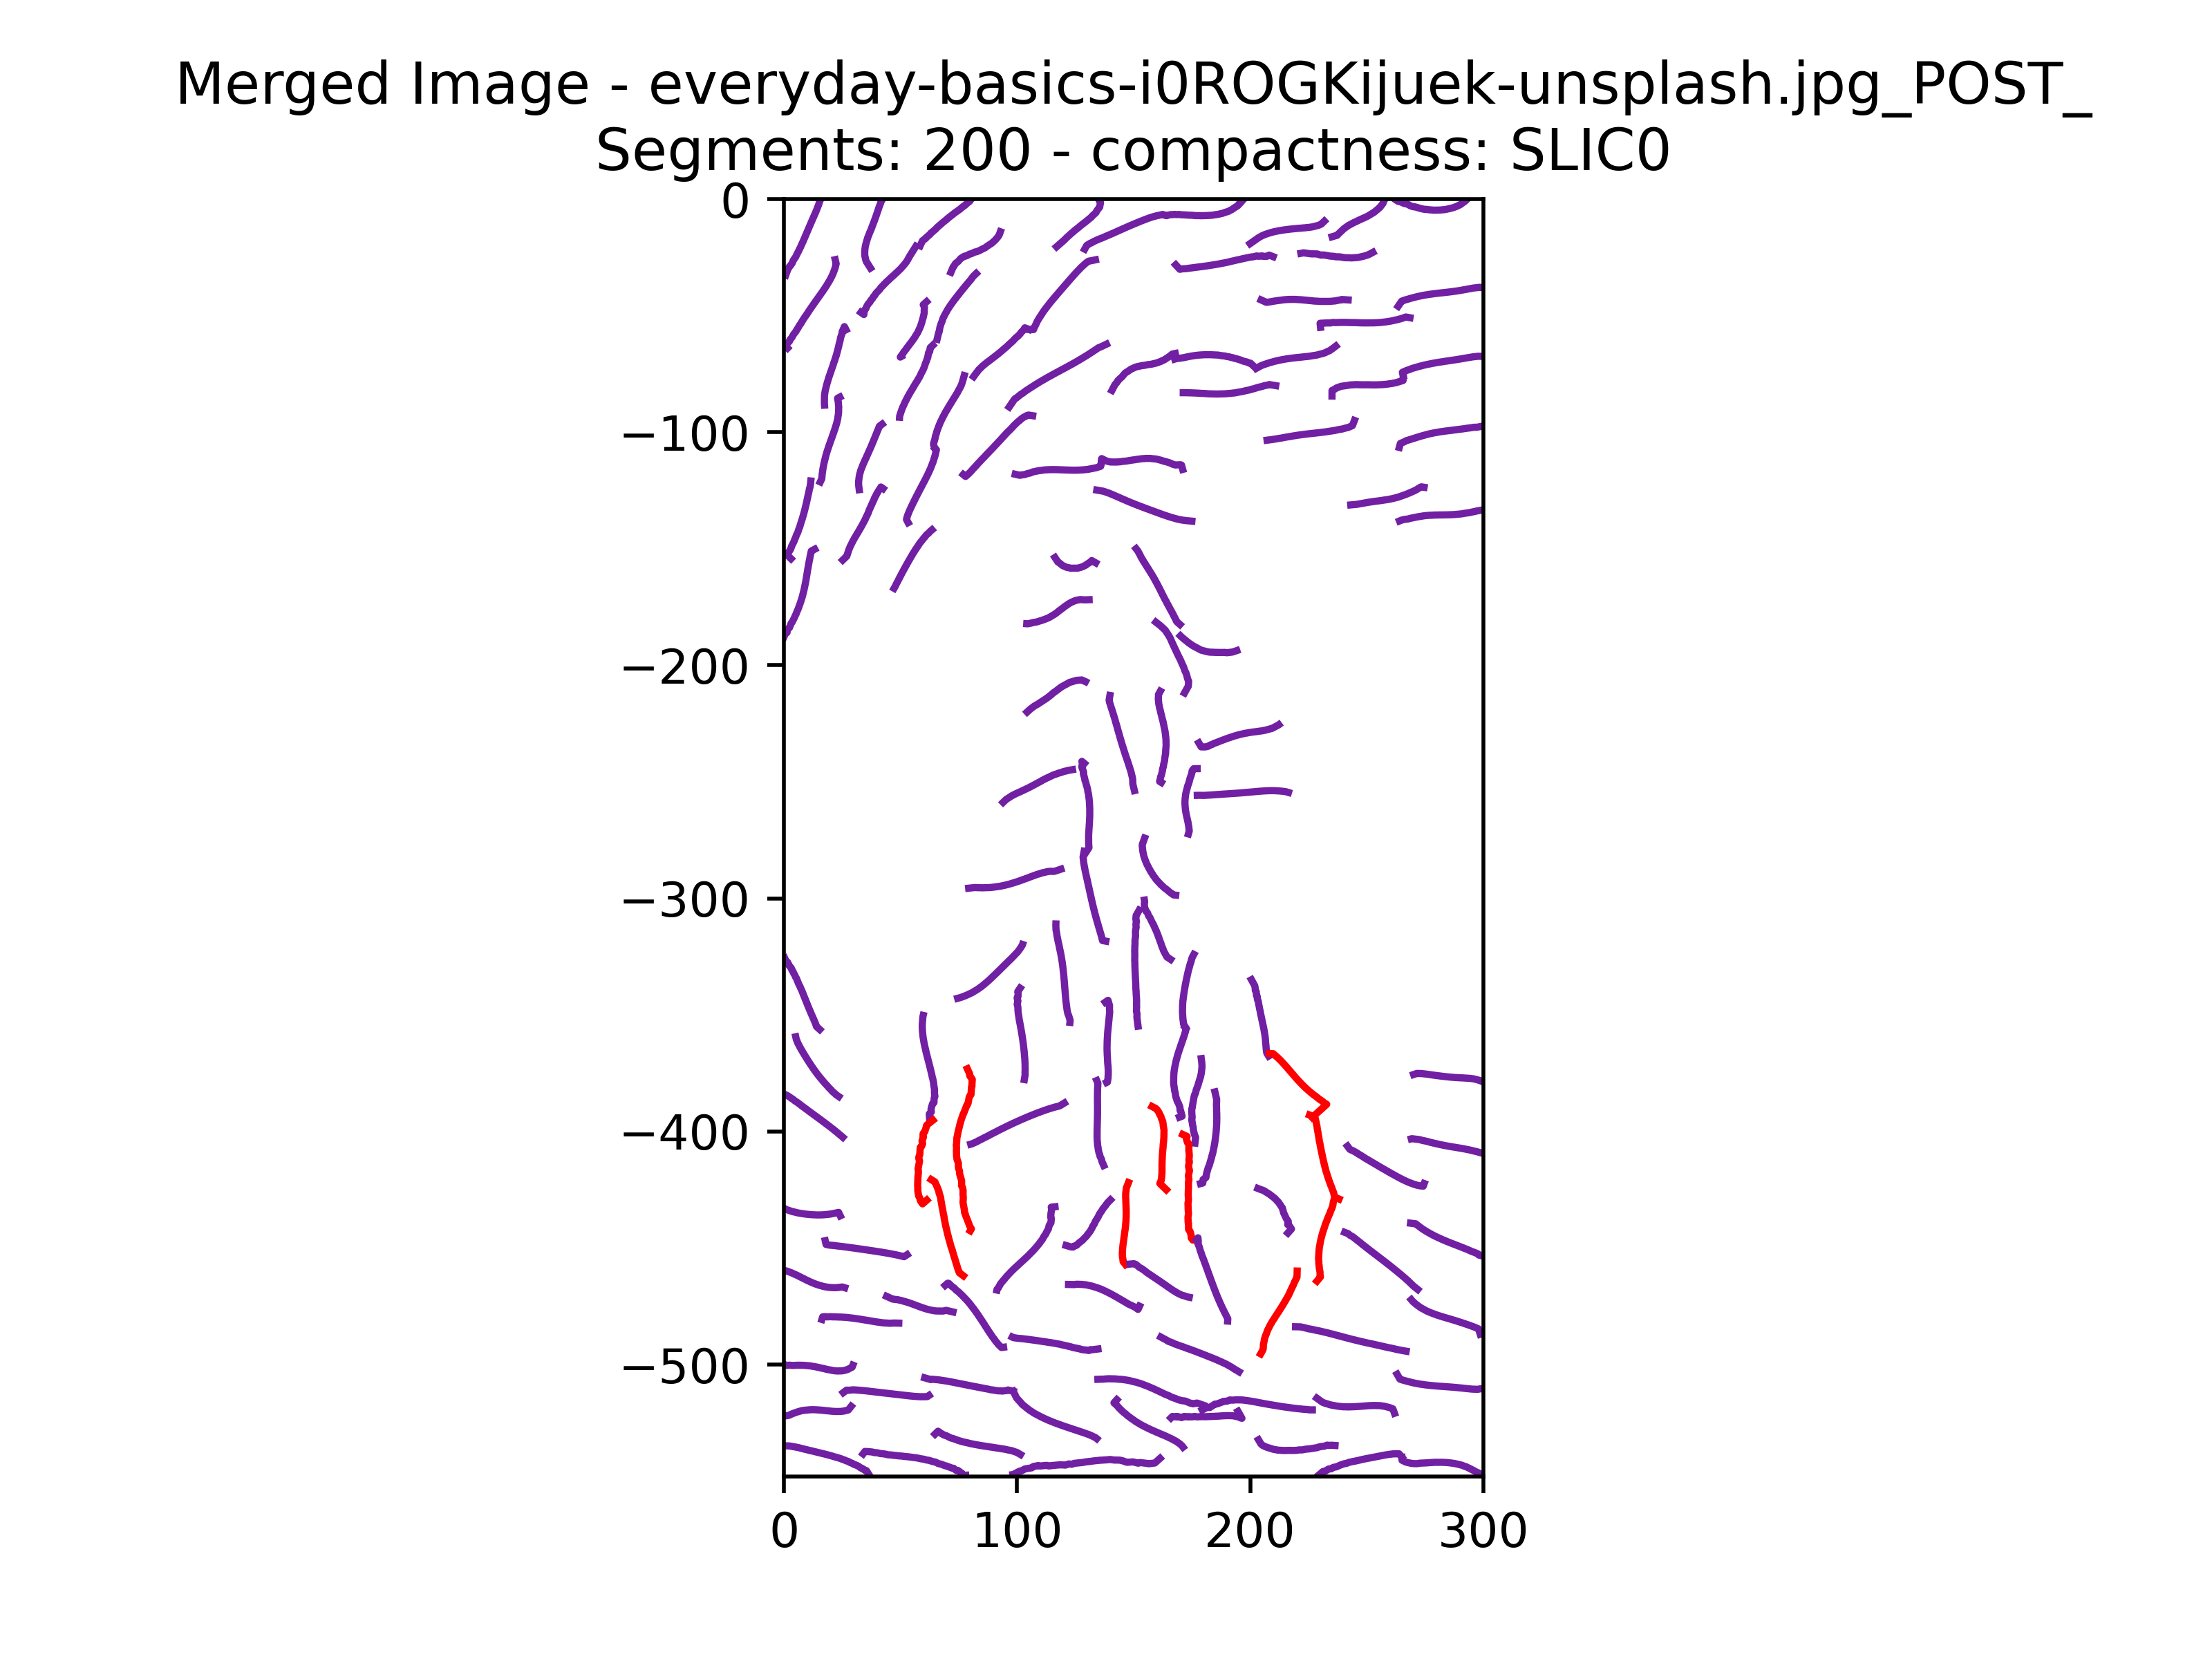 Merged Image - everyday-basics-i0ROGKijuek-unsplash.jpg_POST_
Segments: 200 - compactness: SLIC0
0
−100
−200
−300
−400
−500
0 100 200 300